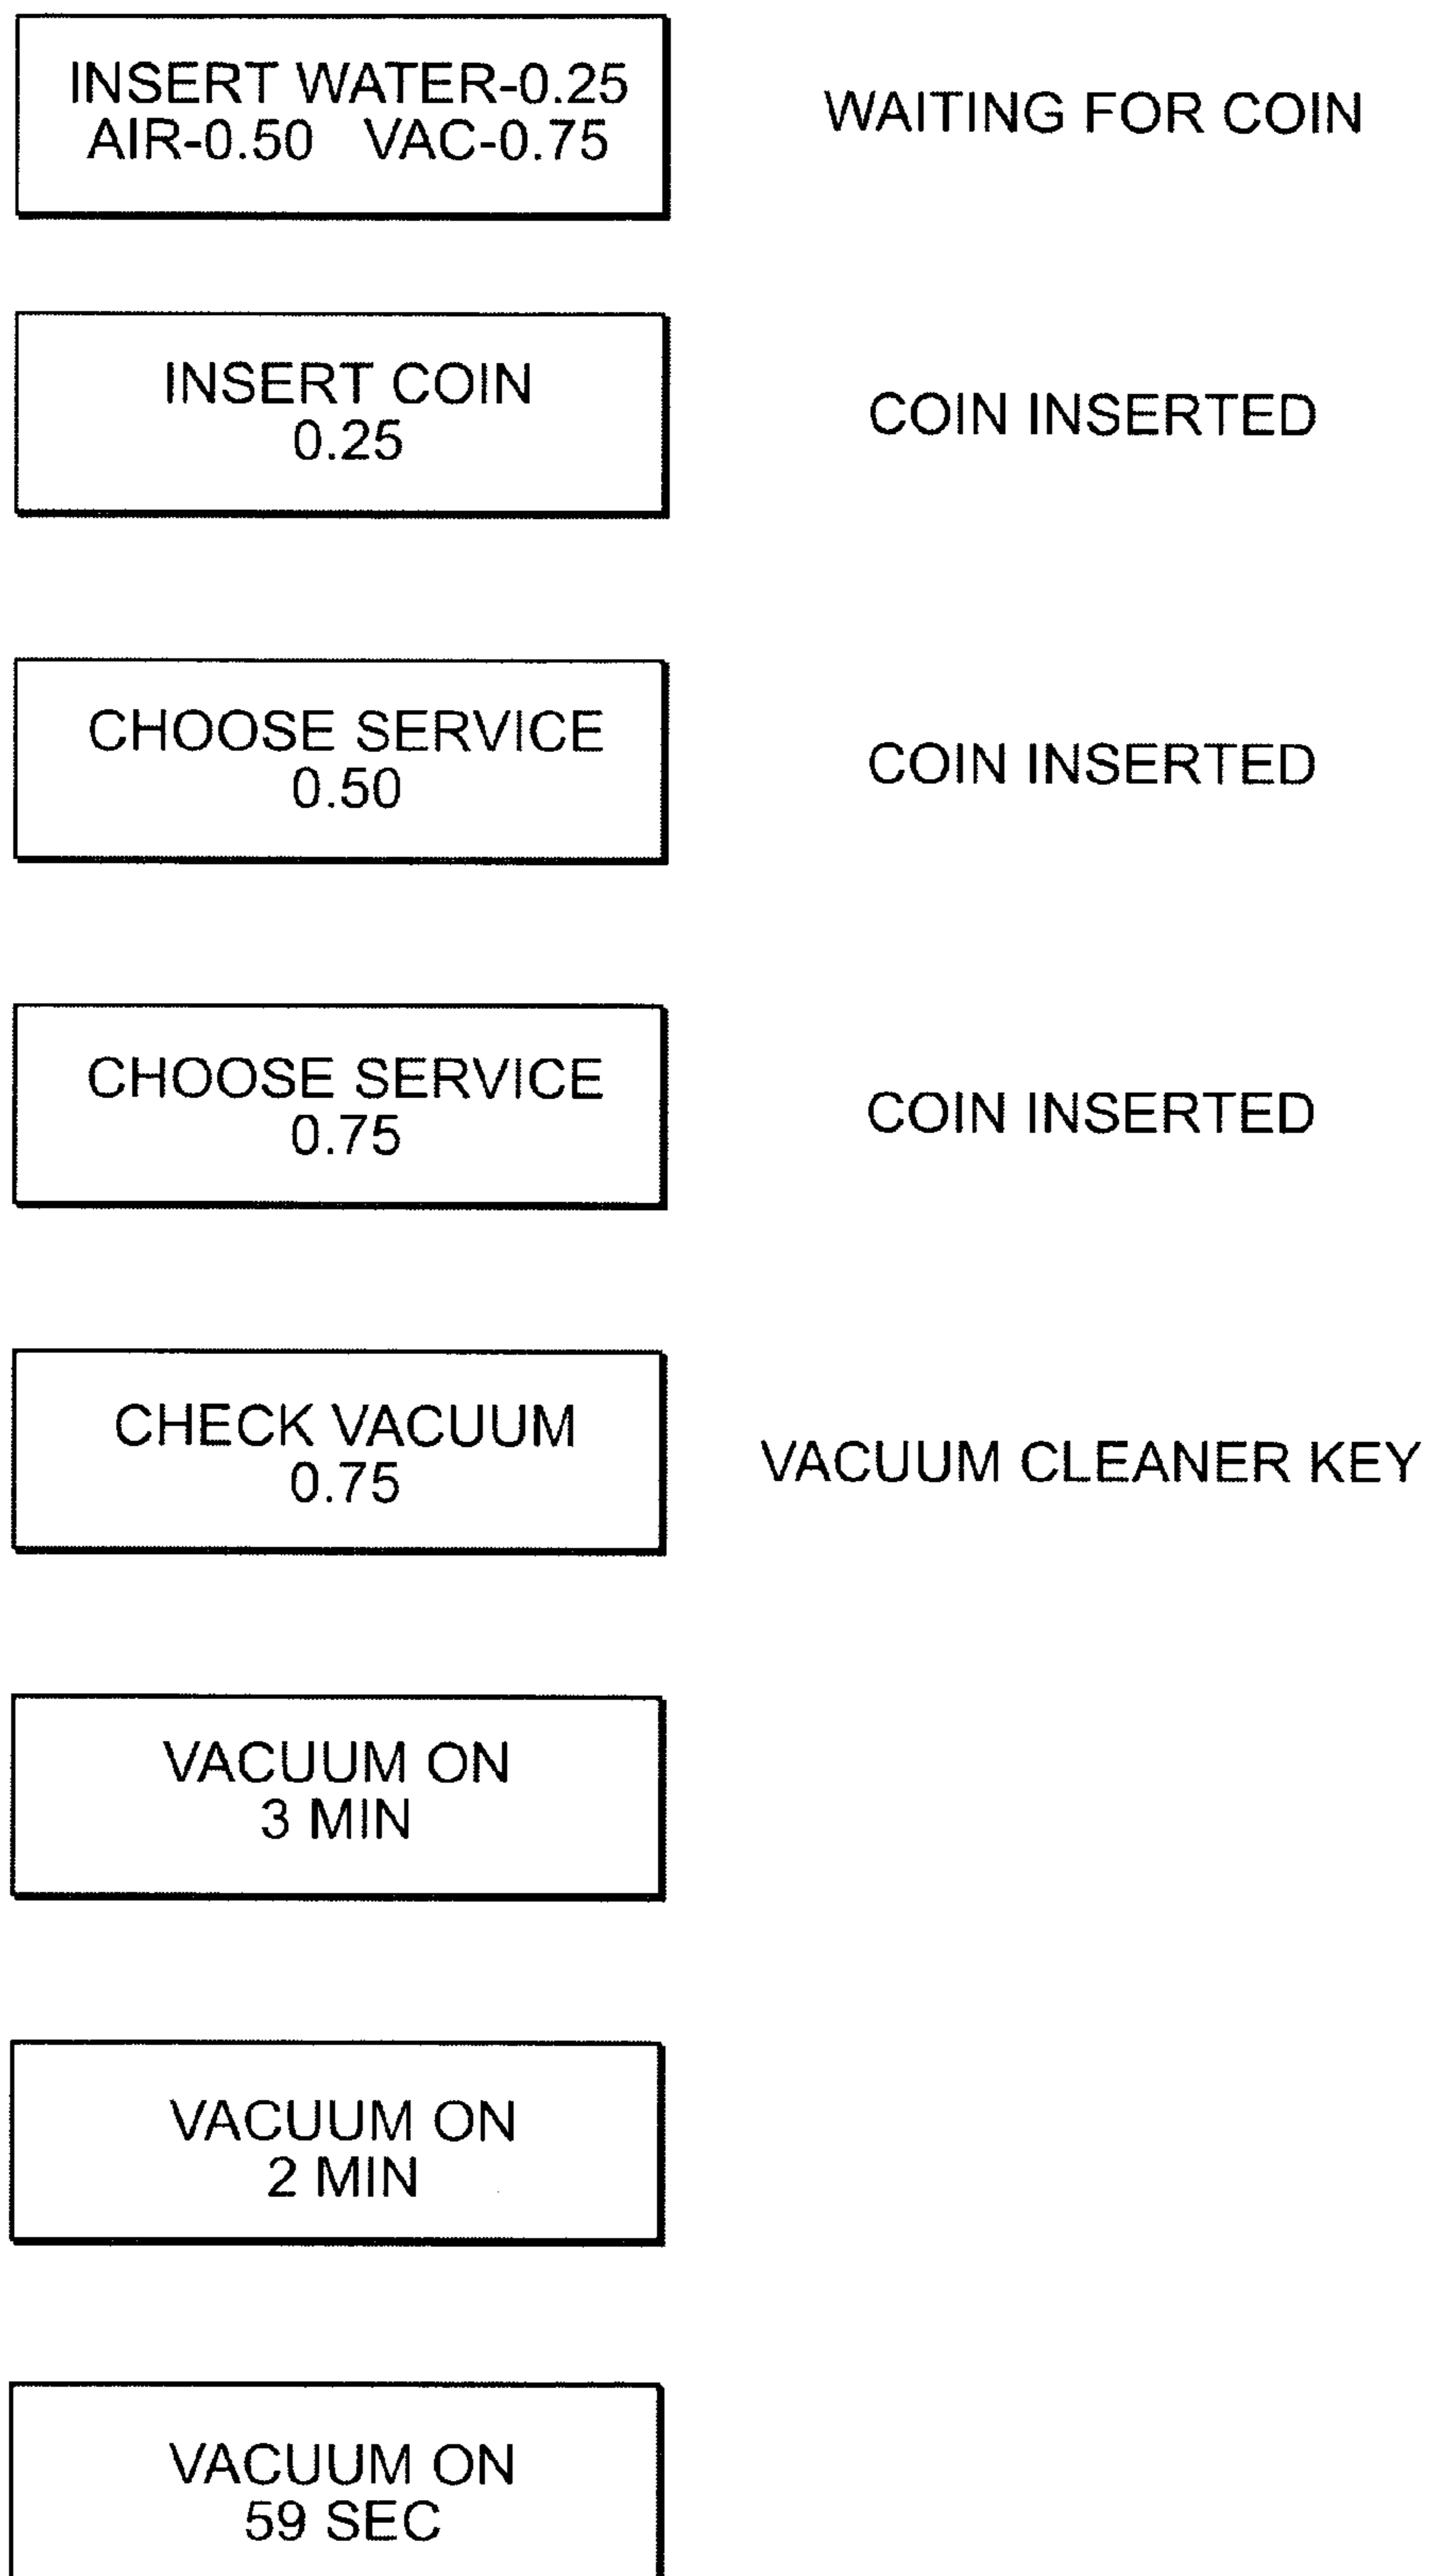 INSERT WATER-0.25
AIR-0.50 VAC-0.75
WAITING FOR COIN
INSERT COIN
0.25
COIN INSERTED
CHOOSE SERVICE
0.50
COIN INSERTED
CHOOSE SERVICE
0.75
COIN INSERTED
CHECK VACUUM
0.75
VACUUM CLEANER KEY
VACUUM ON
3 MIN
VACUUM ON
2 MIN
VACUUM ON
59 SEC